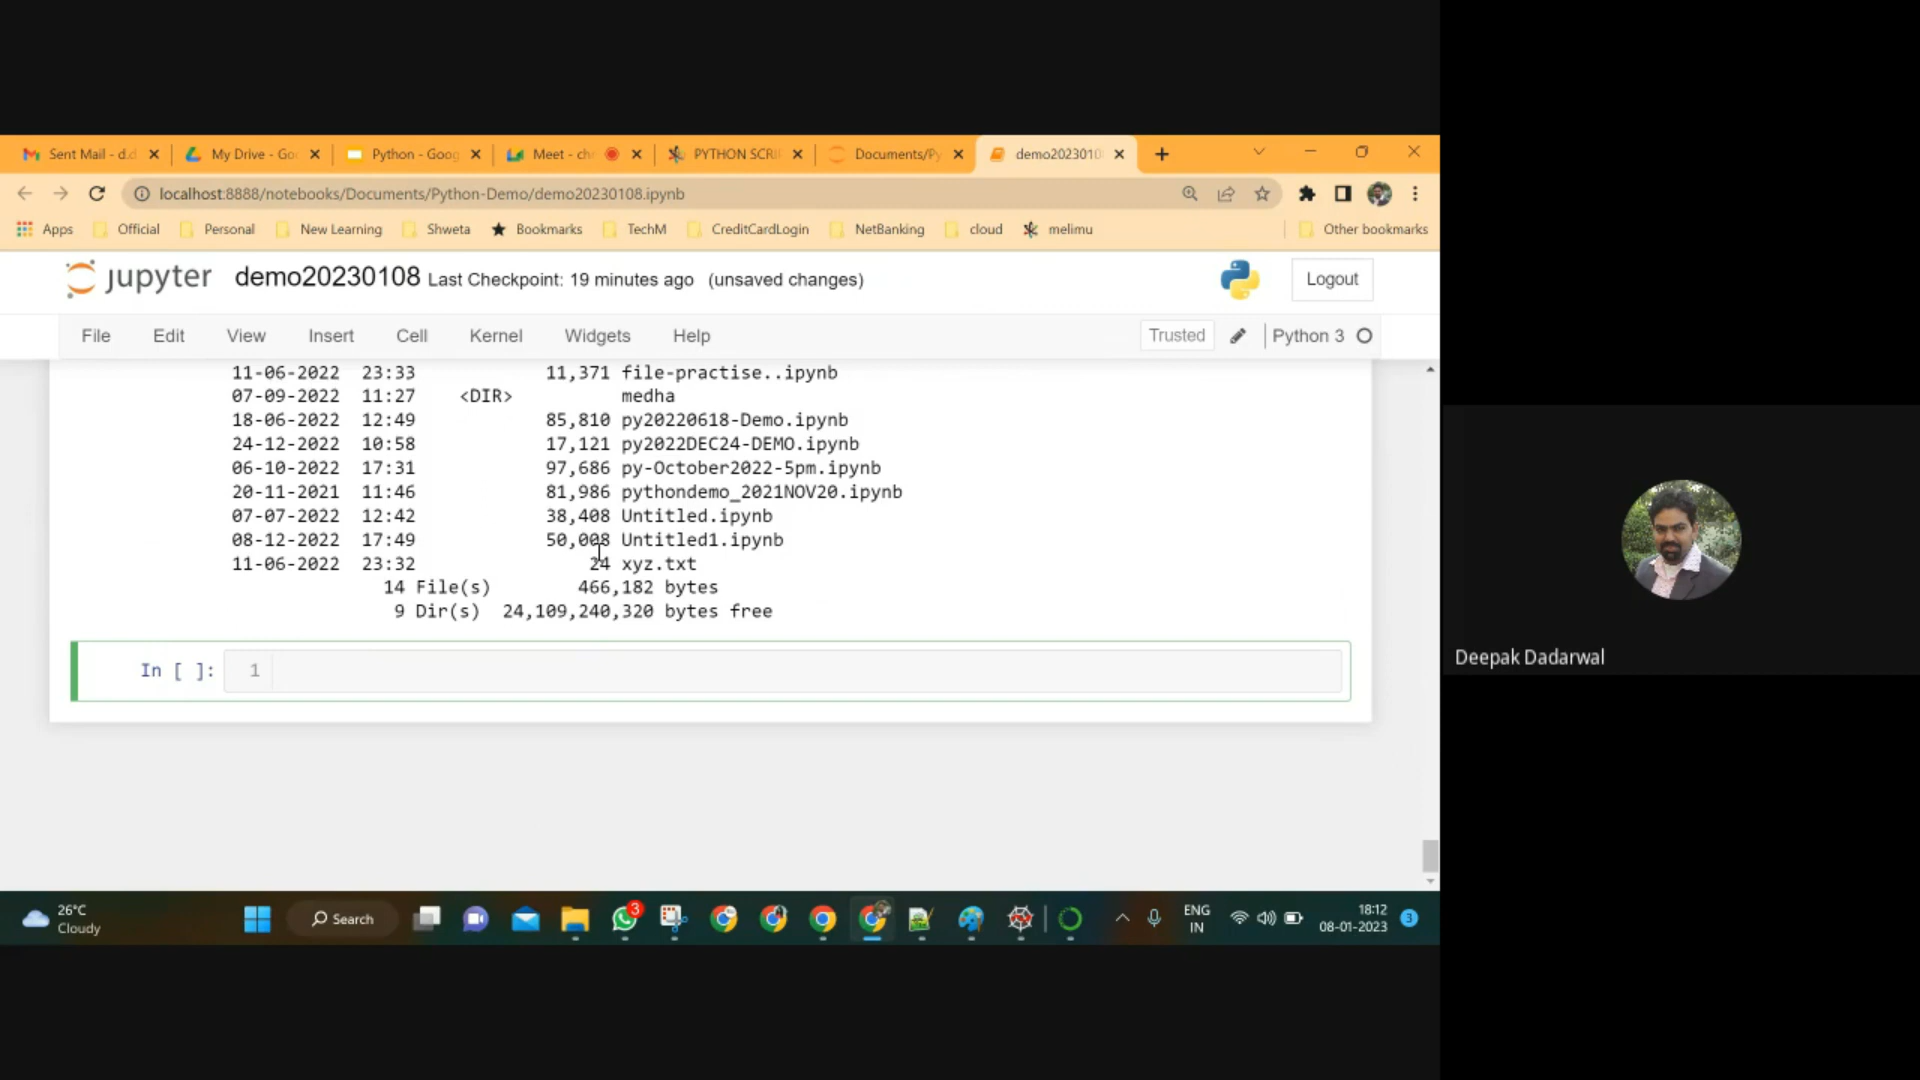 Sent Mail - d.d
My Drive - Goo
Python - Goog
Meet - ch
PYTHON SCRI
Documents/Py
demo2023010
localhost:8888/notebooks/Documents/Python-Demo/demo20230108.ipynb
Apps Official Personal New Learning Shweta Bookmarks TechM CreditCardLogin NetBanking cloud melimu Other bookmarks
jupyter demo20230108 Last Checkpoint: 19 minutes ago (unsaved changes) Logout
File Edit View Insert Cell Kernel Widgets Help Trusted Python 3
11-06-2022 23:33 11,371 file-practise..ipynb
07-09-2022 11:27 <DIR> medha
18-06-2022 12:49 85,810 py20220618-Demo.ipynb
24-12-2022 10:58 17,121 py2022DEC24-DEMO.ipynb
06-10-2022 17:31 97,686 py-October2022-5pm.ipynb
20-11-2021 11:46 81,986 pythondemo_2021NOV20.ipynb
07-07-2022 12:42 38,408 Untitled.ipynb
08-12-2022 17:49 50,008 Untitled1.ipynb
11-06-2022 23:32 24 xyz.txt
14 File(s) 466,182 bytes
9 Dir(s) 24,109,240,320 bytes free
In [ ]: 1
Deepak Dadarwal
26°C
Cloudy
Search
3
ENG
IN
18:12
08-01-2023
3